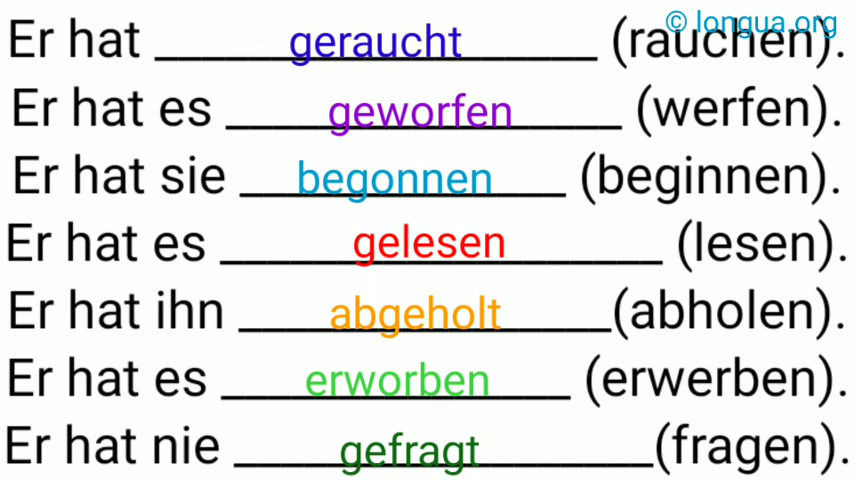 © longua.org
Er hat geraucht (rauchen).
Er hat es geworfen (werfen).
Er hat sie begonnen (beginnen).
Er hat es gelesen (lesen).
Er hat ihn abgeholt (abholen).
Er hat es erworben (erwerben).
Er hat nie gefragt (fragen).